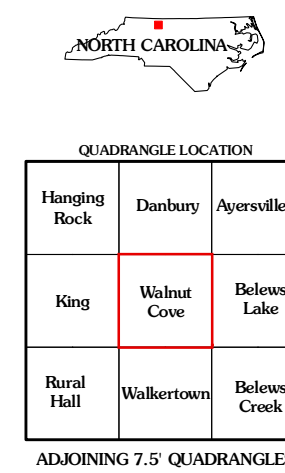 NORTH CAROLINA
QUADRANGLE LOCATION
Hanging
Rock
Danbury
Ayersville
King
Walnut
Cove
Belews
Lake
Rural
Hall
Walkertown
Belews
Creek
ADJOINING 7.5' QUADRANGLE